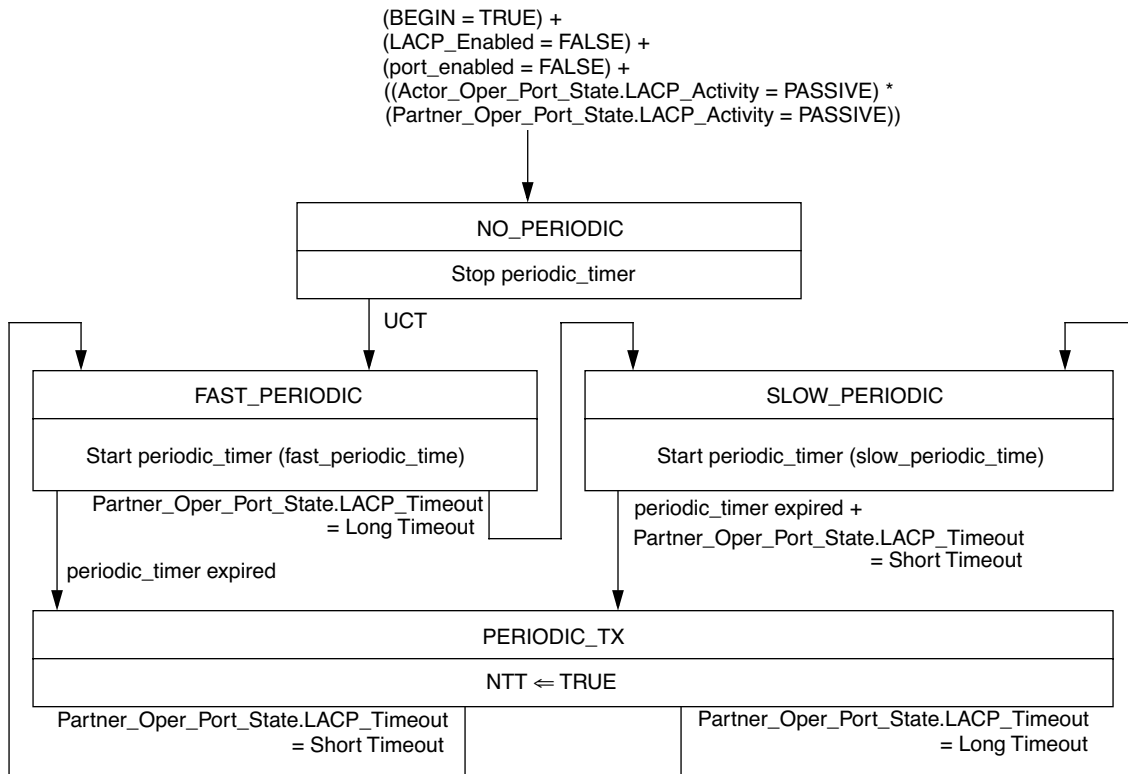 (BEGIN = TRUE) +
(LACP_Enabled = FALSE) +
(port_enabled = FALSE) +
((Actor_Oper_Port_State.LACP_Activity = PASSIVE) *
(Partner_Oper_Port_State.LACP_Activity = PASSIVE))
NO_PERIODIC
Stop periodic_timer
UCT
FAST_PERIODIC
Start periodic_timer (fast_periodic_time)
SLOW_PERIODIC
Start periodic_timer (slow_periodic_time)
Partner_Oper_Port_State.LACP_Timeout
= Long Timeout
periodic_timer expired
periodic_timer expired +
Partner_Oper_Port_State.LACP_Timeout
= Short Timeout
PERIODIC_TX
NTT ⇐ TRUE
Partner_Oper_Port_State.LACP_Timeout
= Short Timeout
Partner_Oper_Port_State.LACP_Timeout
= Long Timeout